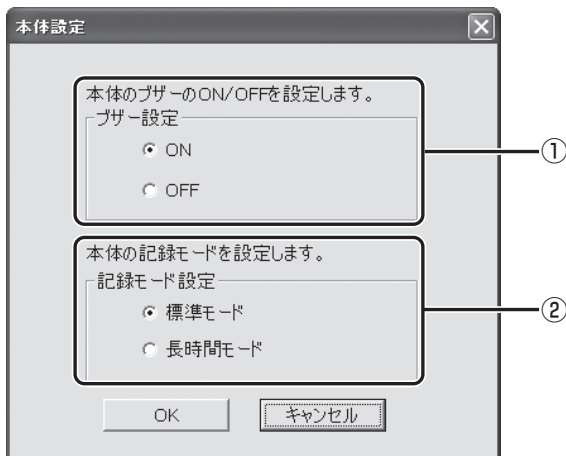 本体設定
本体のブザーのON/OFFを設定します。
ブザー設定
ON
OFF
①
本体の記録モードを設定します。
記録モード設定
標準モード
長時間モード
②
OK
キャンセル